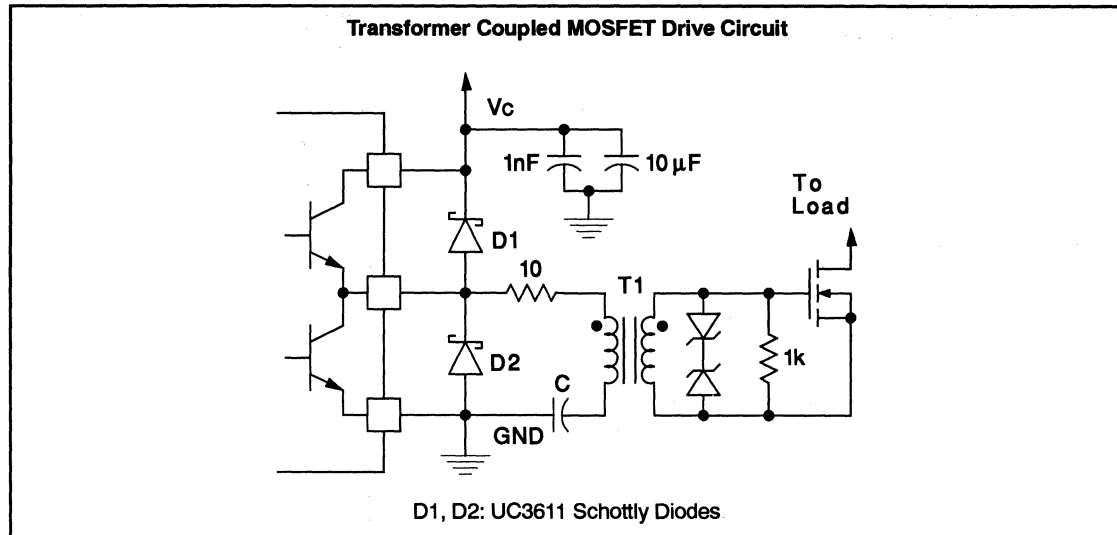 Transformer Coupled MOSFET Drive Circuit
Vc
1nF
10 µF
To
Load
D1
10
T1
D2
1k
C
GND
D1, D2: UC3611 Schottly Diodes